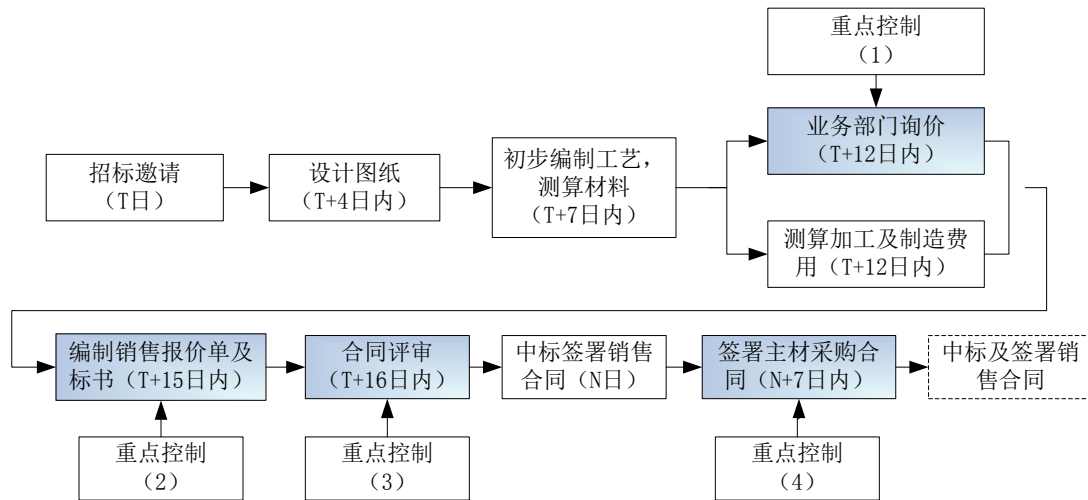 重点控制
（1）
业务部门询价
（T+12日内）
招标邀请
（T日）
设计图纸
（T+4日内）
初步编制工艺，
测算材料
（T+7日内）
测算加工及制造费
用（T+12日内）
编制销售报价单及
标书（T+15日内）
合同评审
（T+16日内）
中标签署销售
合同（N日）
签署主材采购合
同（N+7日内）
中标及签署销
售合同
重点控制
（2）
重点控制
（3）
重点控制
（4）